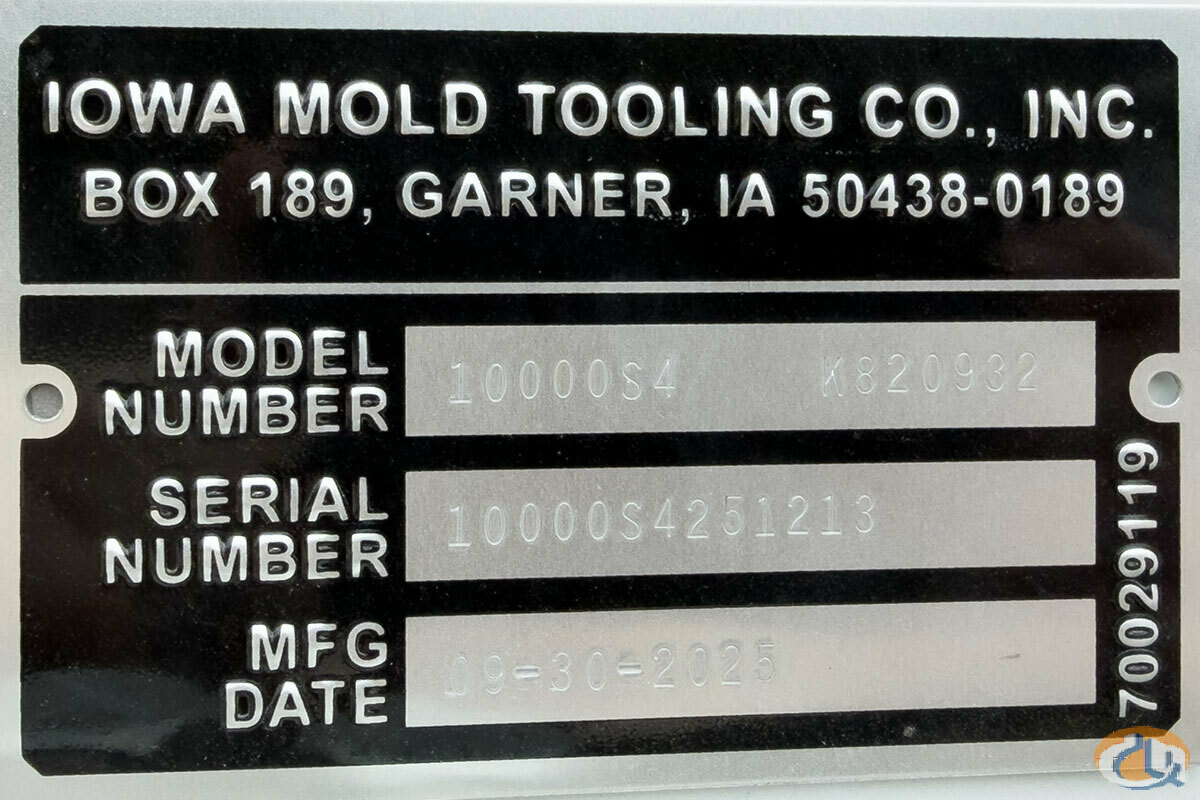 IOWA MOLD TOOLING CO., INC.
BOX 189, GARNER, IA 50438-0189
MODEL NUMBER 10000S4 K820932
SERIAL NUMBER 10000S4251213
MFG DATE 09-30-2025
70029119